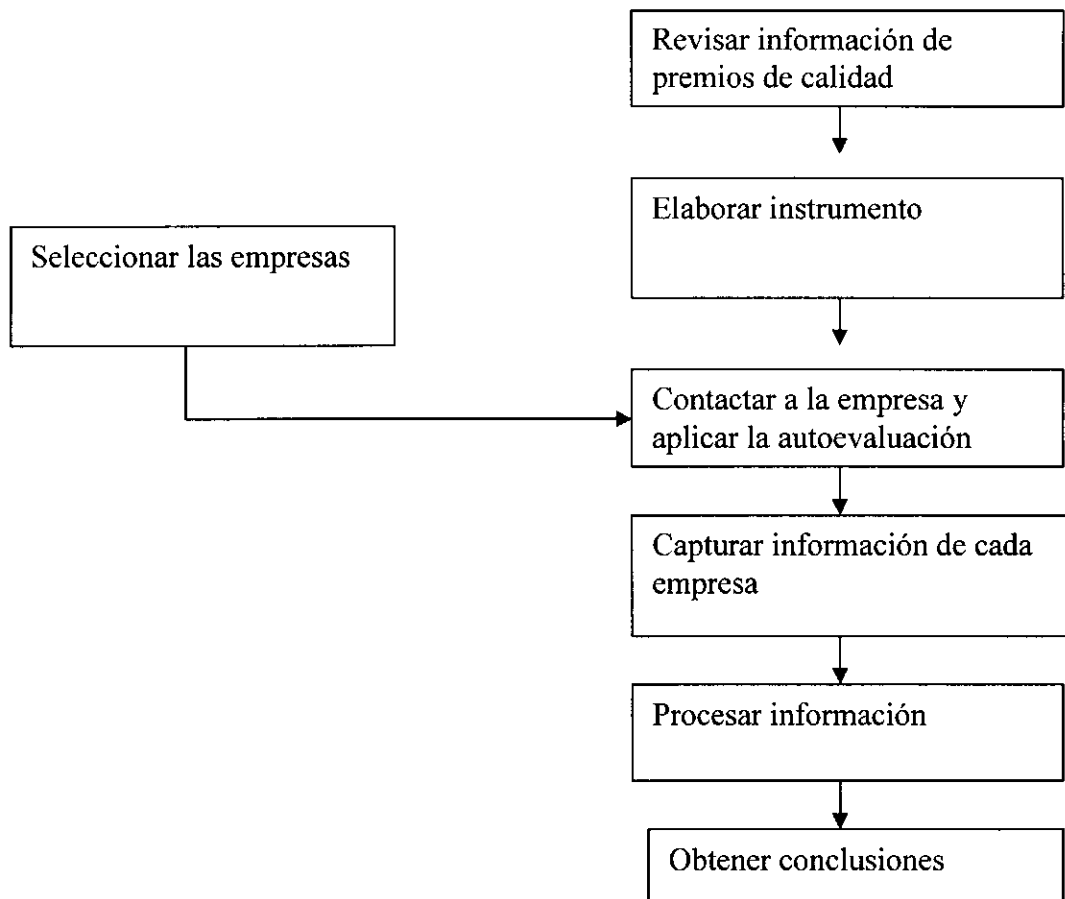 Revisar información de
premios de calidad
Elaborar instrumento
Seleccionar las empresas
Contactar a la empresa y
aplicar la autoevaluación
Capturar información de cada
empresa
Procesar información
Obtener conclusiones